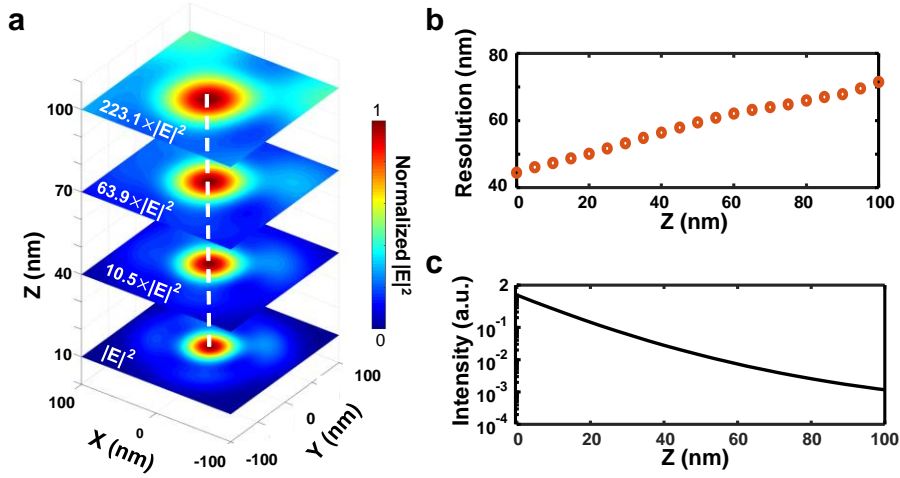 a
223.1×|E|²
63.9×|E|²
10.5×|E|²
|E|²
100
70
40
10
Z (nm)
100
0
-100
X (nm)
-100
0
100
Y (nm)
1
0
Normalized |E|²
b
80
60
40
Resolution (nm)
0 20 40 60 80 100
Z (nm)
c
2
10⁻¹
10⁻²
10⁻³
10⁻⁴
Intensity (a.u.)
0 20 40 60 80 100
Z (nm)